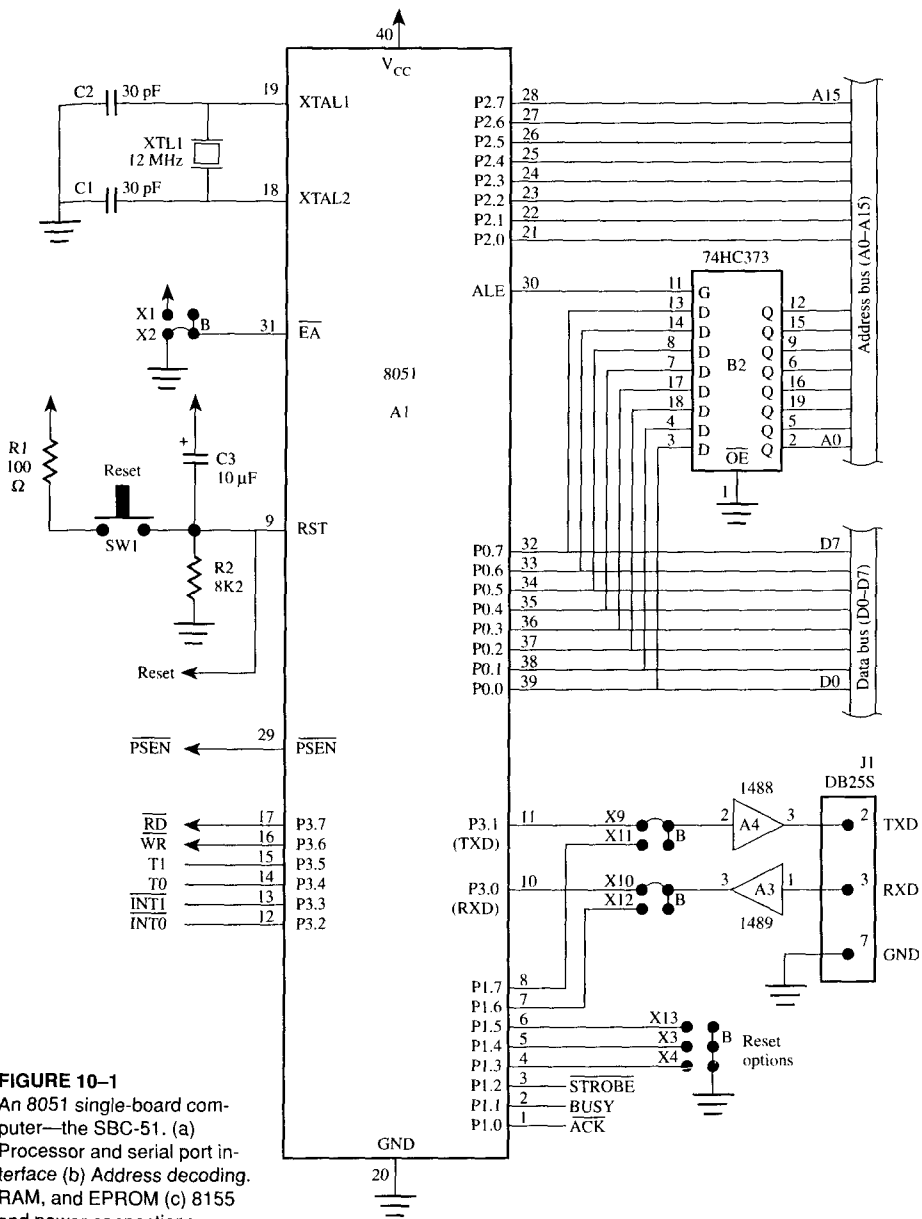 40
VCC
C2 30 pF
19 XTAL1
XTL1
12 MHz
C1 30 pF
18 XTAL2
X1
X2
B
31 EA
8051
A1
R1
100
Ω
Reset
SW1
+
C3
10 µF
9 RST
R2
8K2
Reset
PSEN 29 PSEN
RD 17 P3.7
WR 16 P3.6
T1 15 P3.5
T0 14 P3.4
INT1 13 P3.3
INT0 12 P3.2
GND
20
P2.7 28 A15
P2.6 27
P2.5 26
P2.4 25
P2.3 24
P2.2 23
P2.1 22
P2.0 21
Address bus (A0–A15)
74HC373
ALE 30 11 G
13 D Q 12
14 D Q 15
8 D Q 9
7 D Q 6
17 D Q 16
18 D Q 19
4 D Q 5
3 D Q 2 A0
B2
OE
1
P0.7 32 D7
P0.6 33
P0.5 34
P0.4 35
P0.3 36
P0.2 37
P0.1 38
P0.0 39 D0
Data bus (D0–D7)
J1
DB25S
P3.1 11 X9
(TXD) X11
B
1488
2 A4 3
2 TXD
P3.0 10 X10
(RXD) X12
B
3 A3 1
1489
3 RXD
7 GND
P1.7 8
P1.6 7
P1.5 6 X13
P1.4 5 X3
P1.3 4 X4
B
Reset
options
P1.2 3 STROBE
P1.1 2 BUSY
P1.0 1 ACK
FIGURE 10–1
An 8051 single-board com-
puter—the SBC-51. (a)
Processor and serial port in-
terface (b) Address decoding.
RAM, and EPROM (c) 8155
and power connections